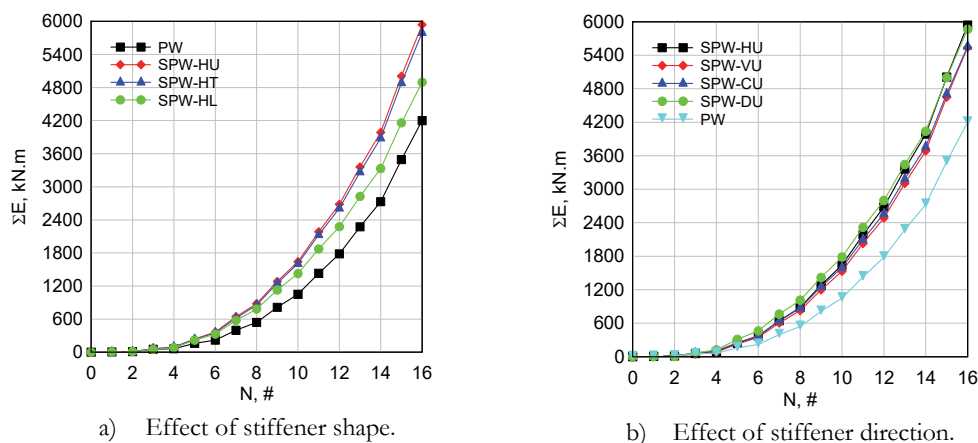 6000
5400
4800
4200
3600
3000
2400
1800
1200
600
0
ΣE, kN.m
PW
SPW-HU
SPW-HT
SPW-HL
0 2 4 6 8 10 12 14 16
N, #
a) Effect of stiffener shape.
6000
5400
4800
4200
3600
3000
2400
1800
1200
600
0
ΣE, kN.m
SPW-HU
SPW-VU
SPW-CU
SPW-DU
PW
0 2 4 6 8 10 12 14 16
N, #
b) Effect of stiffener direction.